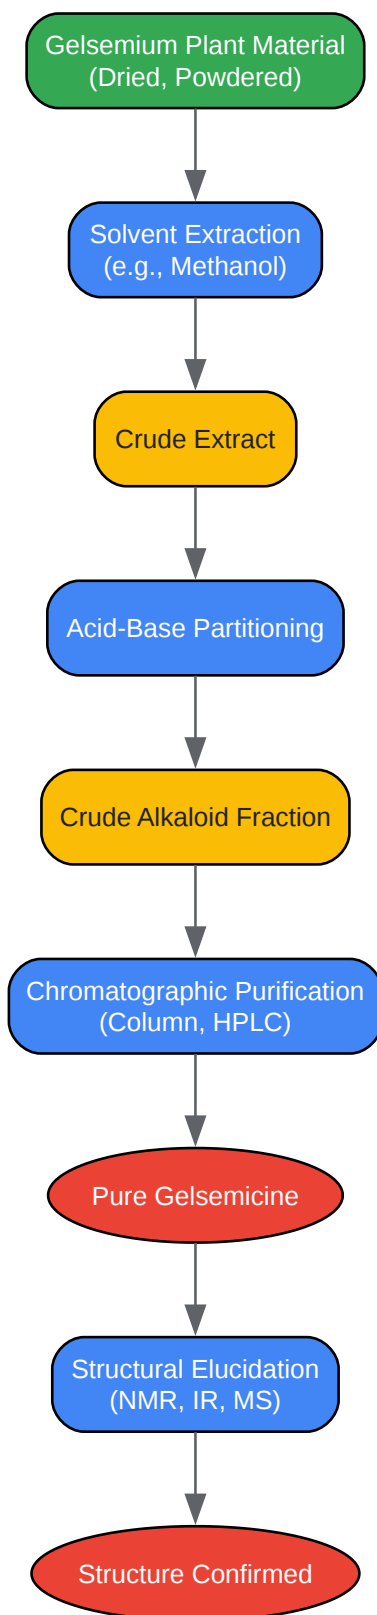 Gelsemium Plant Material
(Dried, Powdered)
Solvent Extraction
(e.g., Methanol)
Crude Extract
Acid-Base Partitioning
Crude Alkaloid Fraction
Chromatographic Purification
(Column, HPLC)
Pure Gelsemicine
Structural Elucidation
(NMR, IR, MS)
Structure Confirmed